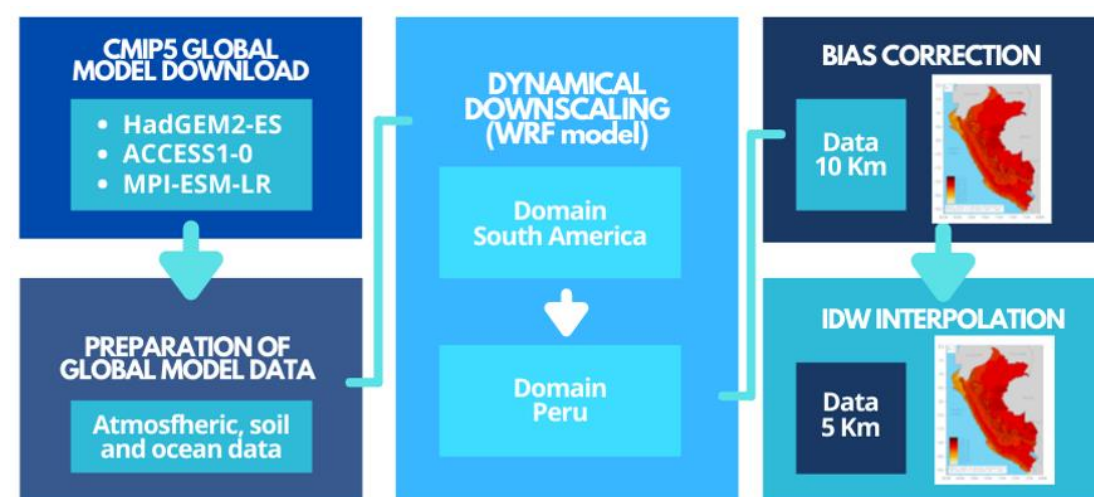 CMIP5 GLOBAL
MODEL DOWNLOAD
• HadGEM2-ES
• ACCESS1-0
• MPI-ESM-LR
PREPARATION OF
GLOBAL MODEL DATA
Atmosfheric, soil
and ocean data
DYNAMICAL
DOWNSCALING
(WRF model)
Domain
South America
Domain
Peru
BIAS CORRECTION
Data
10 Km
IDW INTERPOLATION
Data
5 Km